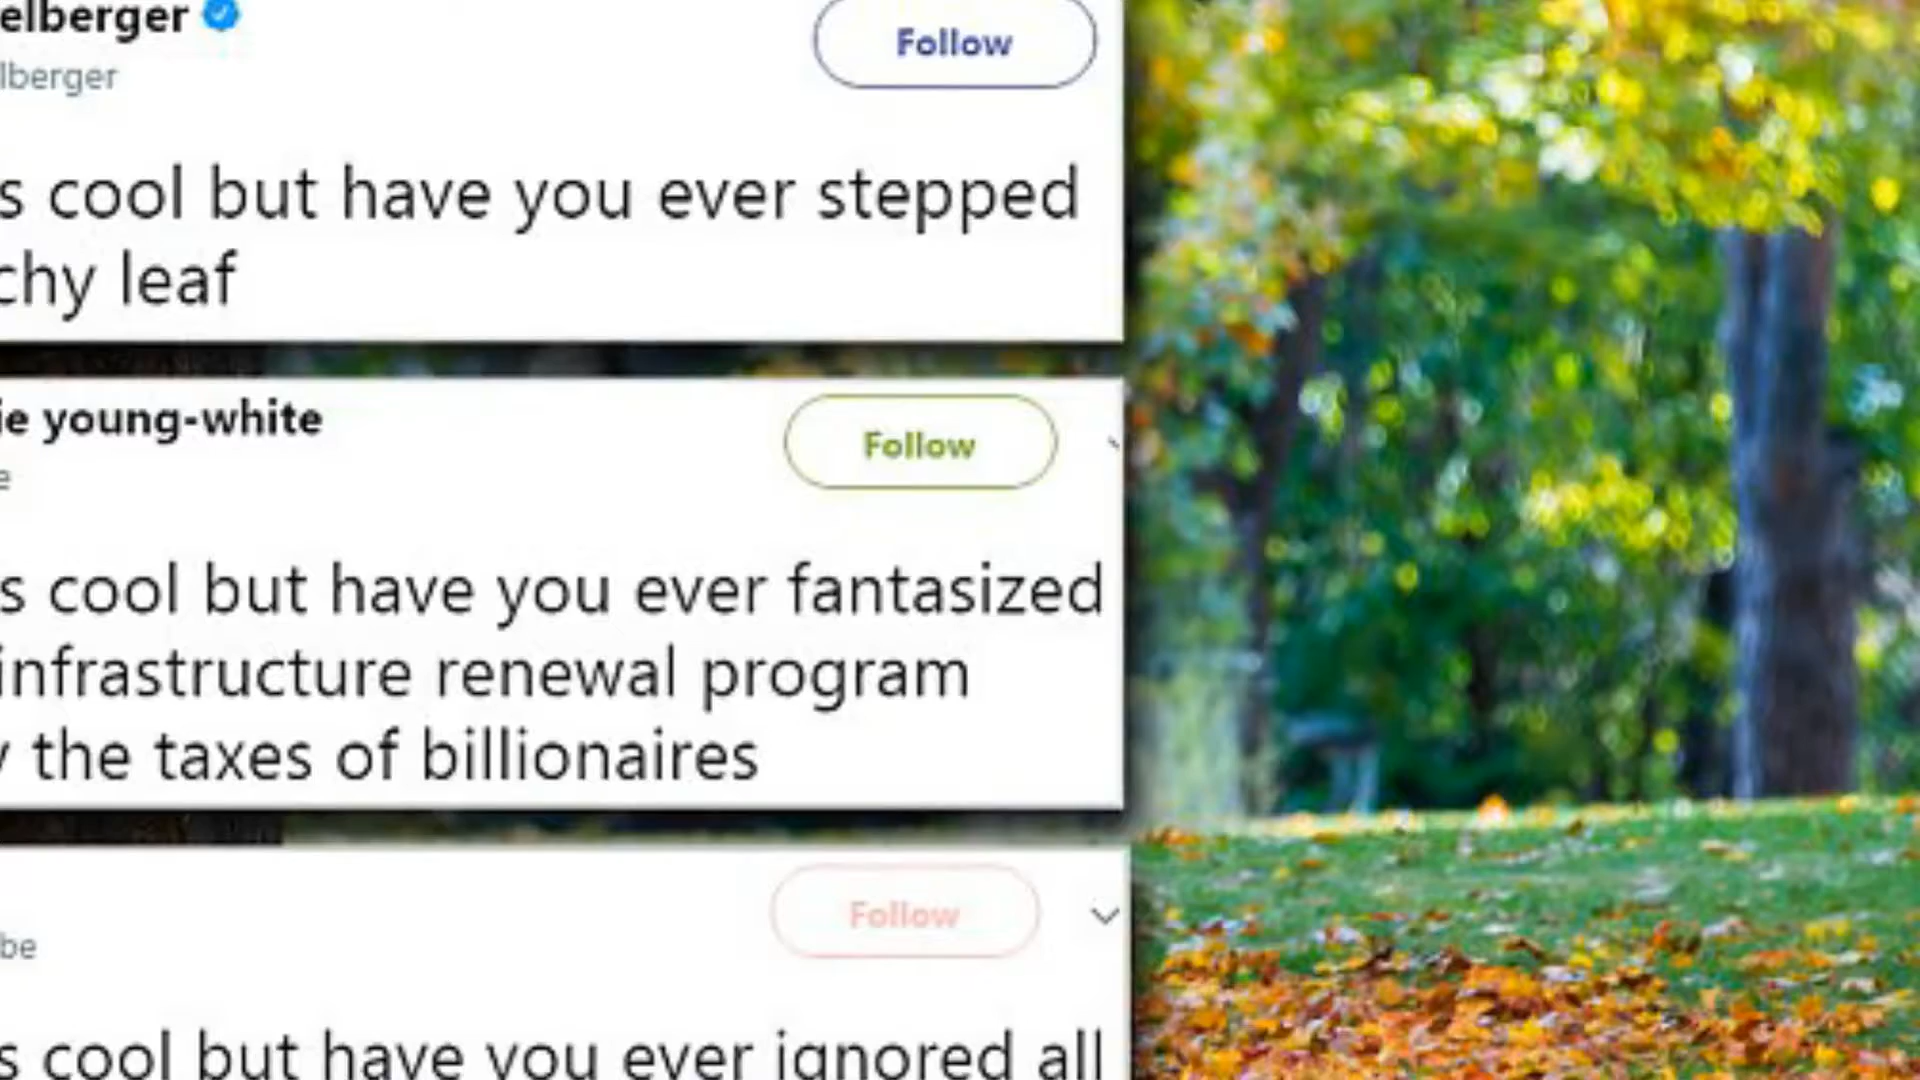 elberger
Follow
lberger
s cool but have you ever stepped
chy leaf
ie young-white
Follow
e
s cool but have you ever fantasized
infrastructure renewal program
y the taxes of billionaires
Follow
be
s cool but have you ever ignored all